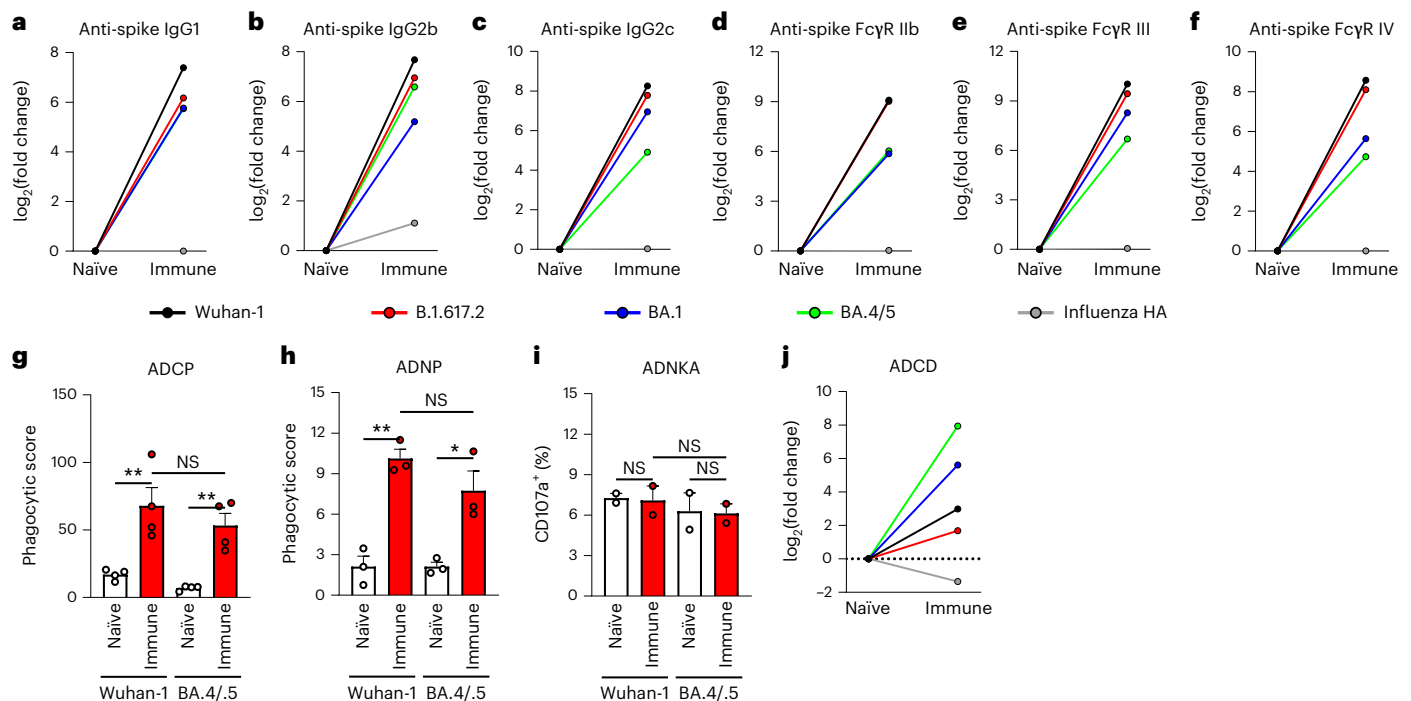 a b c d e f
Anti-spike IgG1 Anti-spike IgG2b Anti-spike IgG2c Anti-spike FcγR IIb Anti-spike FcγR III Anti-spike FcγR IV
log2(fold change) log2(fold change) log2(fold change) log2(fold change) log2(fold change) log2(fold change)
8 8 10 12 12 10
6 6 8 9 9 8
4 4 6 6 6 6
2 2 4 3 3 4
0 0 2 0 0 2
0 0
Naïve Immune Naïve Immune Naïve Immune Naïve Immune Naïve Immune Naïve Immune
Wuhan-1 B.1.617.2 BA.1 BA.4/5 Influenza HA
g
ADCP
Phagocytic score
150
100
50
0
** NS **
Naïve Immune Naïve Immune
Wuhan-1 BA.4/.5
h
ADNP
Phagocytic score
15
12
9
6
3
0
** NS *
Naïve Immune Naïve Immune
Wuhan-1 BA.4/.5
i
ADNKA
CD107a+ (%)
15
12
9
6
3
0
NS
NS NS
Naïve Immune Naïve Immune
Wuhan-1 BA.4/.5
j
ADCD
log2(fold change)
10
8
6
4
2
0
−2
Naïve Immune